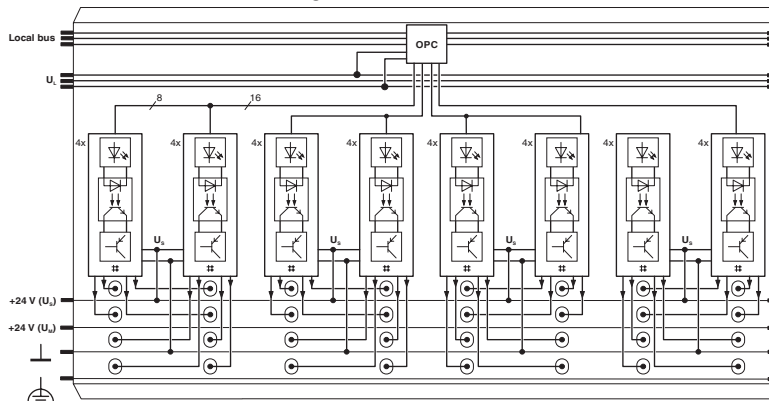 OPC
Local bus
U_L
8
16
4x 4x 4x 4x 4x 4x 4x 4x
U_S U_S U_S U_S
+24 V (U_S)
+24 V (U_M)